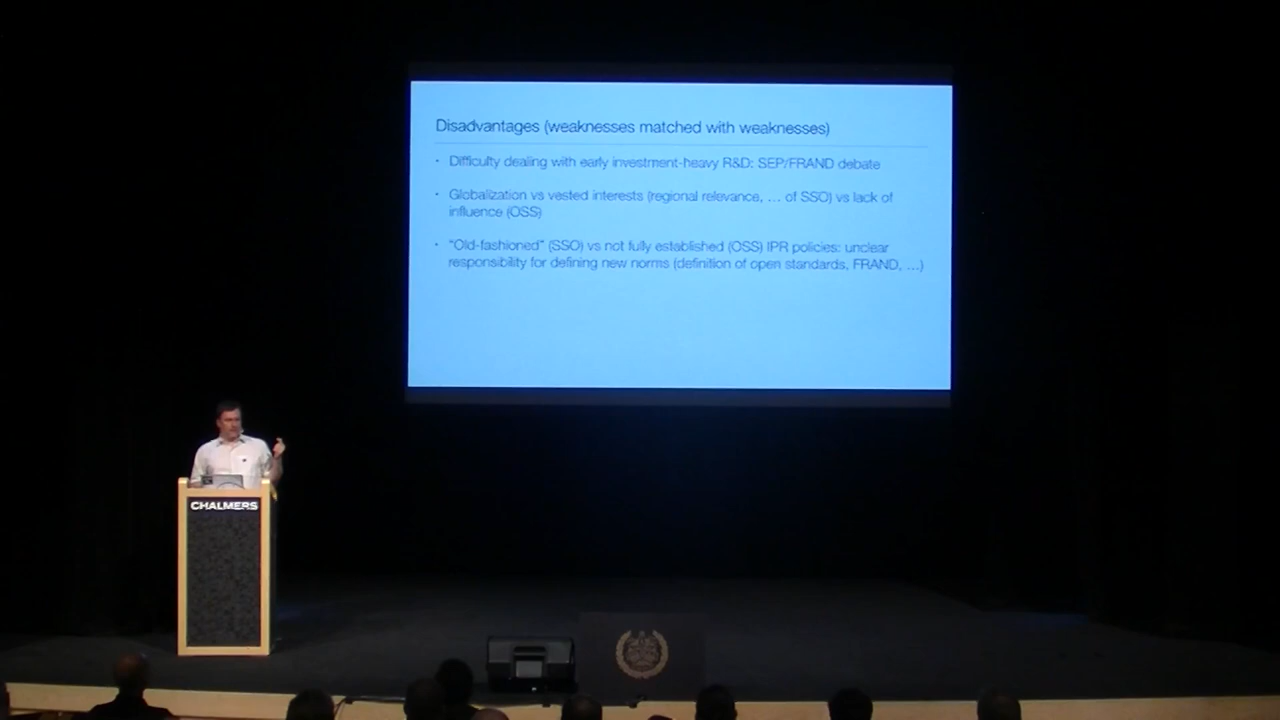 Disadvantages (weaknesses matched with weaknesses)
• Difficulty dealing with early investment-heavy R&D: SEP/FRAND debate
• Globalization vs vested interests (regional relevance, … of SSO) vs lack of
influence (OSS)
• “Old-fashioned” (SSO) vs not fully established (OSS) IPR policies: unclear
responsibility for defining new norms (definition of open standards, FRAND, …)
CHALMERS